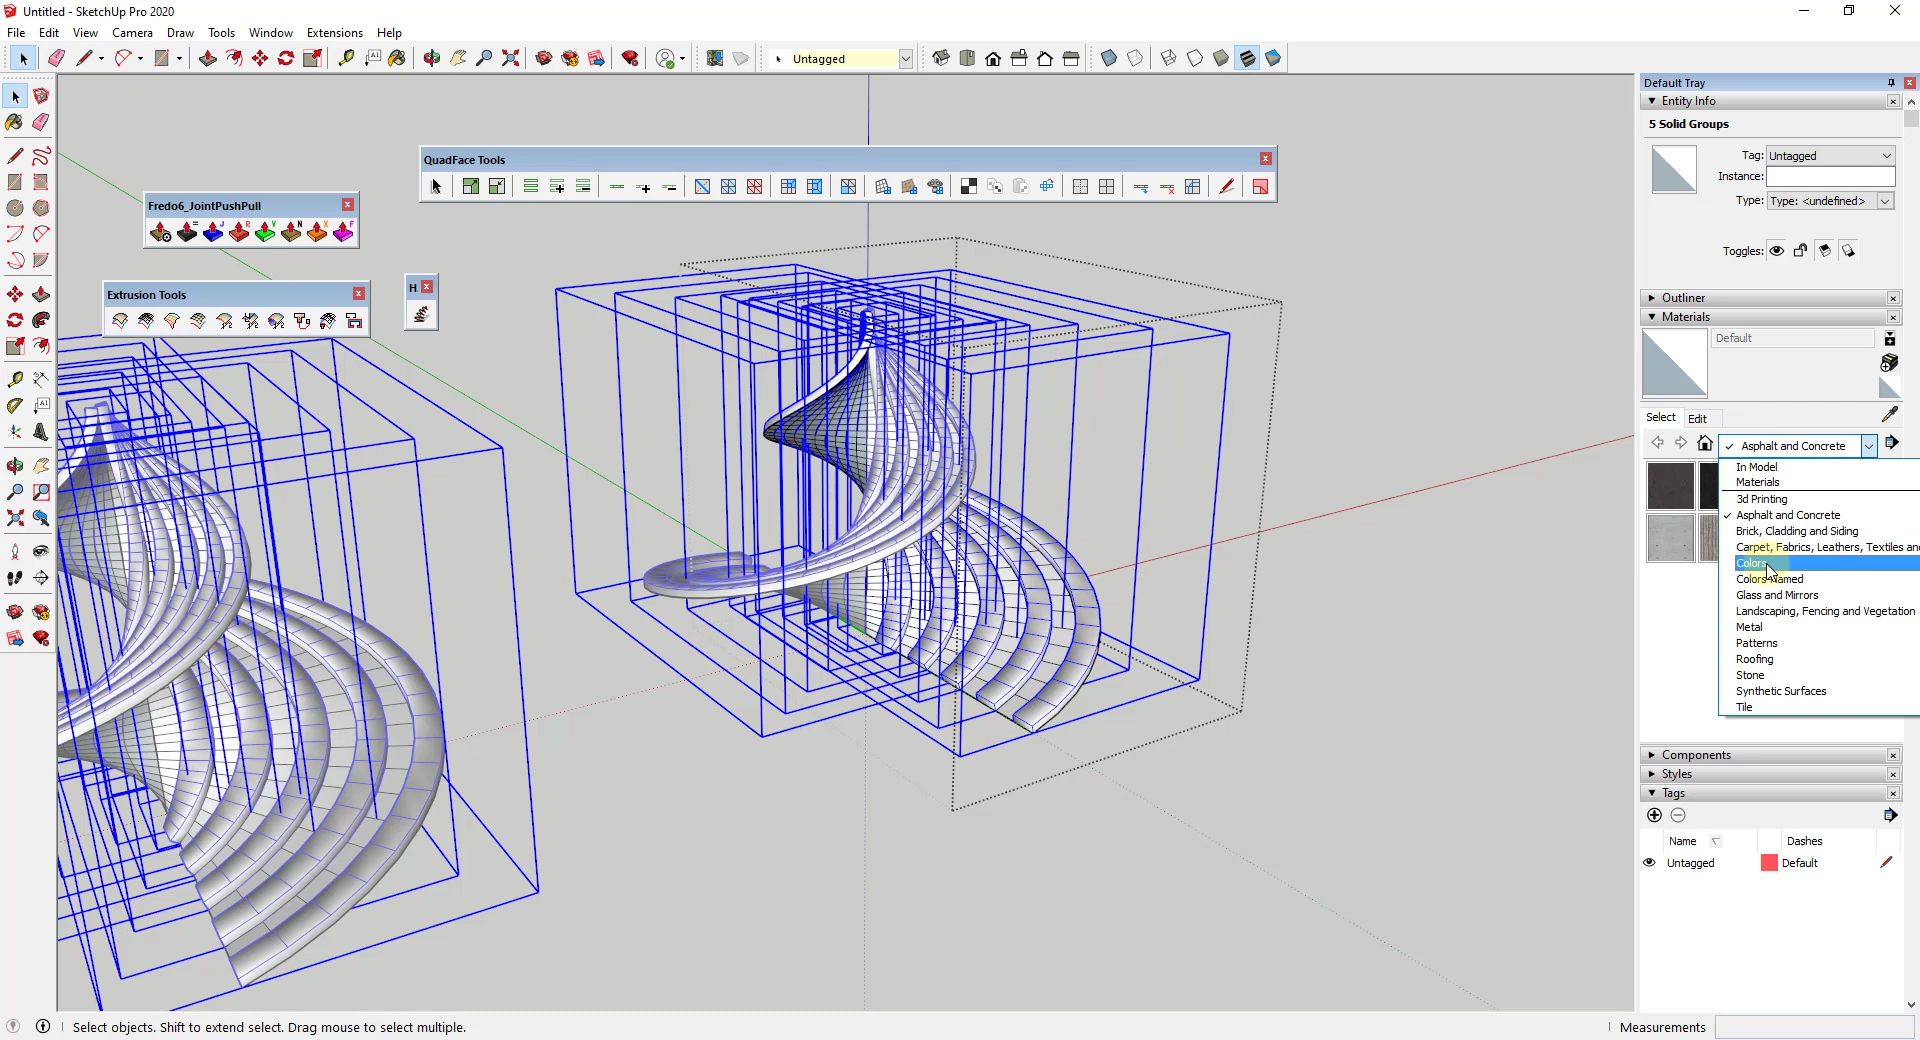 Untitled - SketchUp Pro 2020
File Edit View Camera Draw Tools Window Extensions Help
Untagged
Default Tray
Entity Info
5 Solid Groups
Tag: Untagged
Instance:
Type: Type: <undefined>
Toggles:
Outliner
Materials
Default
Select Edit
Asphalt and Concrete
In Model
Materials
3d Printing
Asphalt and Concrete
Brick, Cladding and Siding
Carpet, Fabrics, Leathers, Textiles
Colors
Glass and Mirrors
Landscaping, Fencing and Vegetation
Metal
Patterns
Roofing
Stone
Synthetic Surfaces
Tile
Components
Styles
Tags
Name Dashes
Untagged Default
QuadFace Tools
Fredo6_JointPushPull
Extrusion Tools
H
Select objects. Shift to extend select. Drag mouse to select multiple.
Measurements